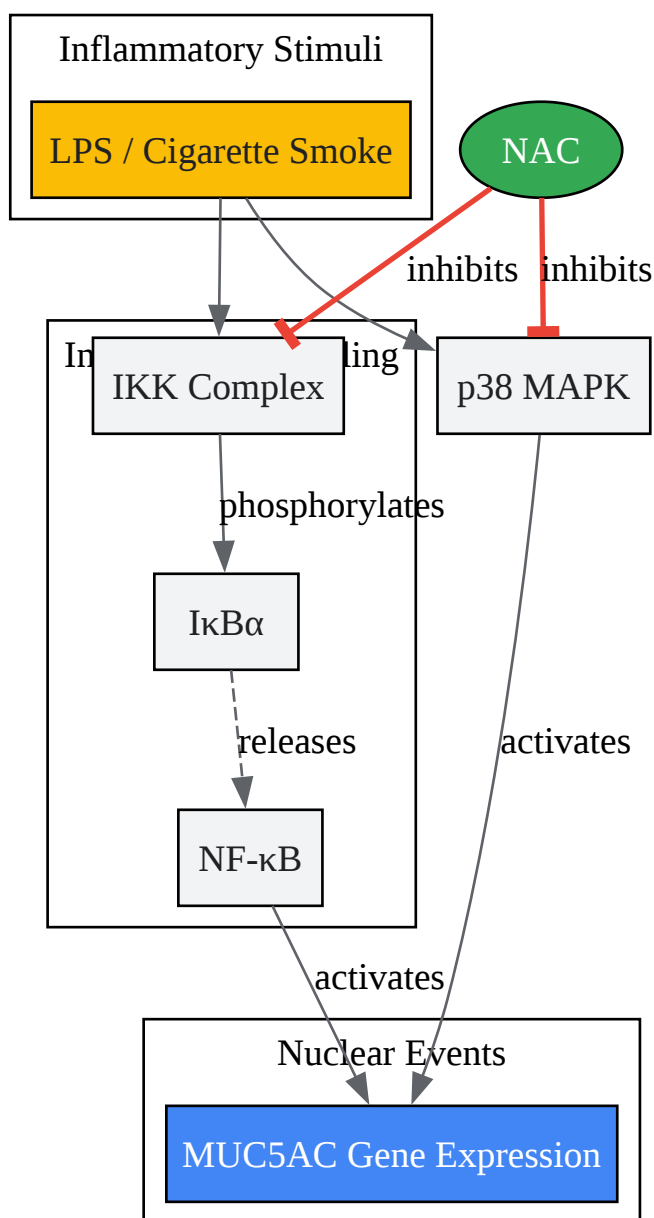 Inflammatory Stimuli
LPS / Cigarette Smoke
NAC
inhibits
inhibits
IKK Complex
p38 MAPK
phosphorylates
IκBα
releases
activates
NF-κB
activates
Nuclear Events
MUC5AC Gene Expression